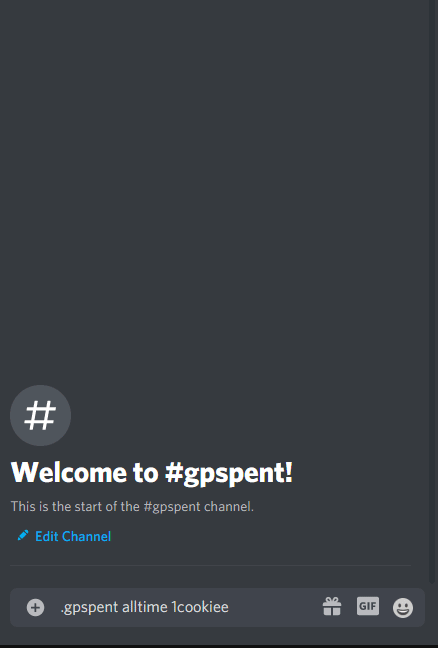 #
Welcome to #gpspent!
This is the start of the #gpspent channel.
Edit Channel
.gpspent alltime 1cookiee
GIF